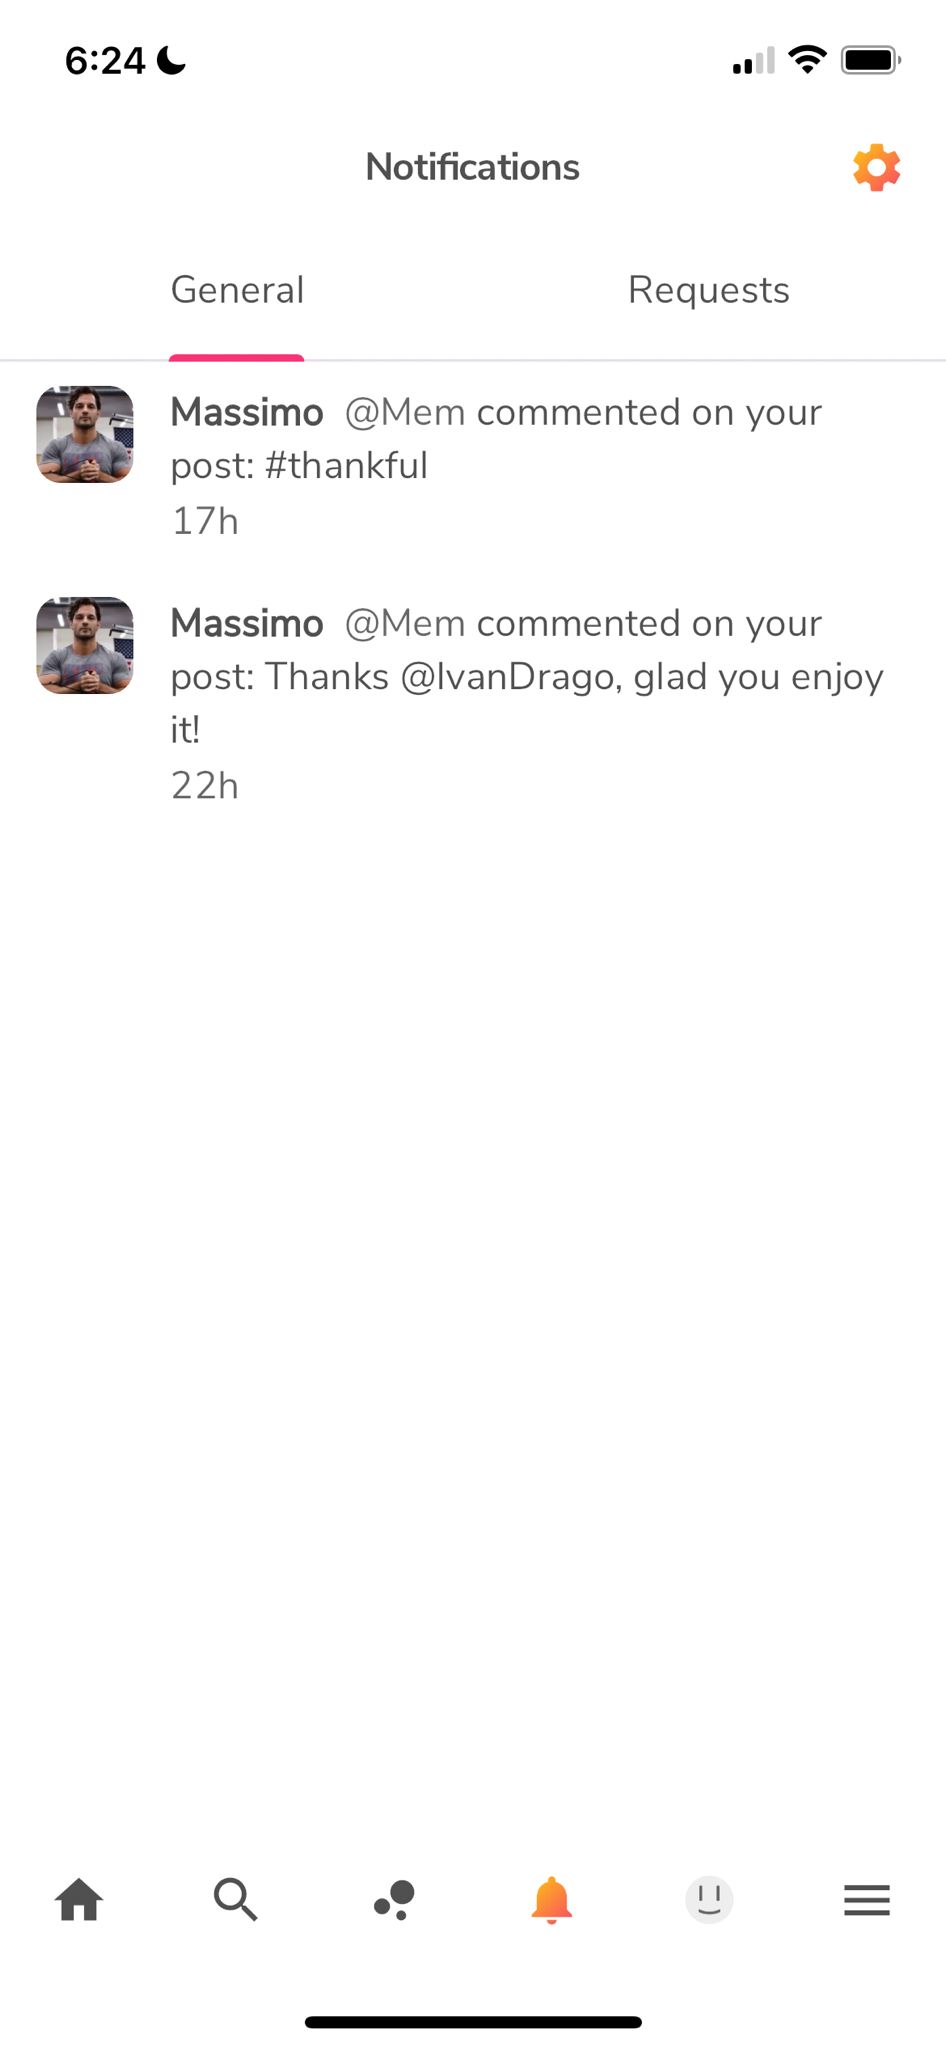 6:24
Notifications
General
Requests
Massimo @Mem commented on your
post: #thankful
17h
Massimo @Mem commented on your
post: Thanks @IvanDrago, glad you enjoy
it!
22h